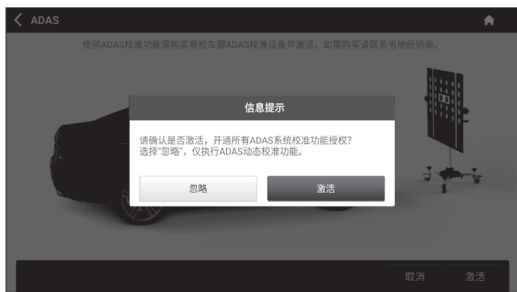 ADAS
使用ADAS校准功能需购买易检车服ADAS校准设备并激活，如需购买请联系当地经销商。
信息提示
请确认是否激活，开通所有ADAS系统校准功能授权？
选择“忽略”，仅执行ADAS动态校准功能。
忽略
激活
取消
激活